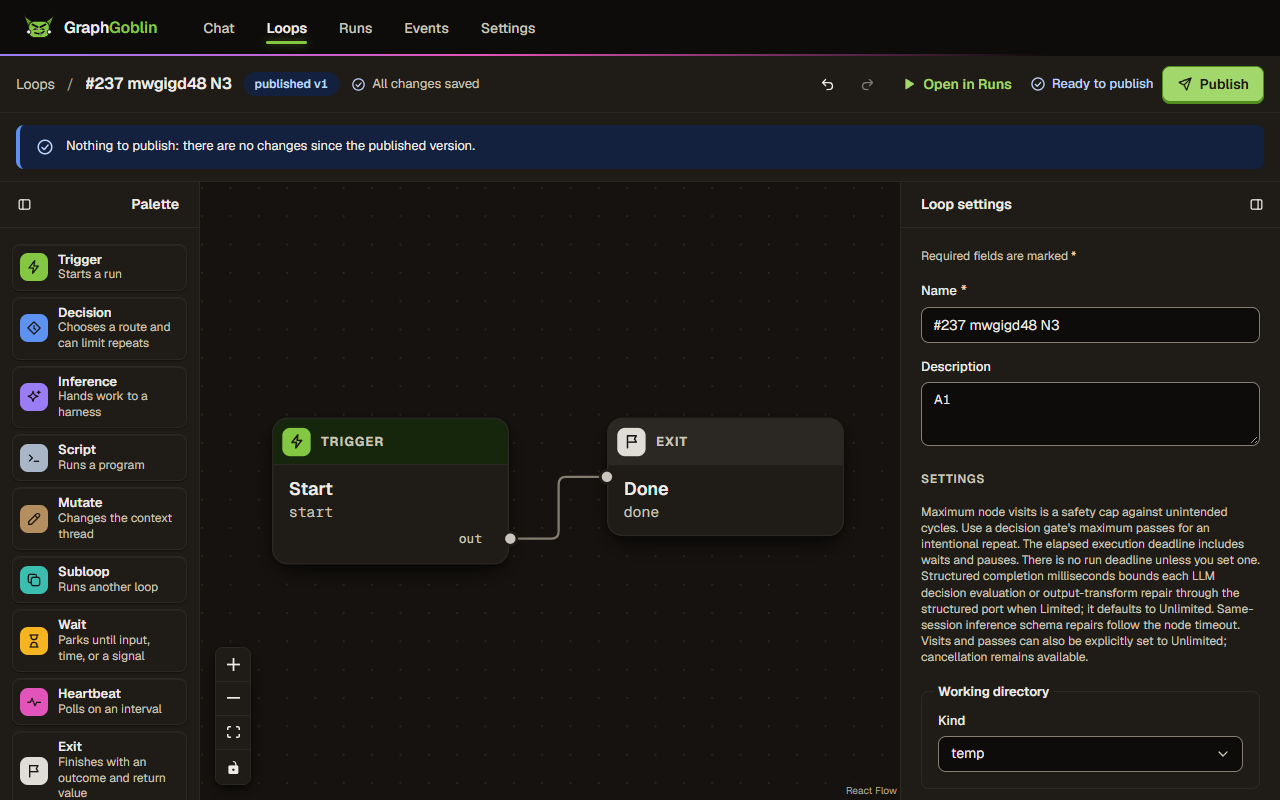 GraphGoblin
Chat
Loops
Runs
Events
Settings
Loops / #237 mwgigd48 N3
published v1
All changes saved
Open in Runs
Ready to publish
Publish
Nothing to publish: there are no changes since the published version.
Palette
Trigger
Starts a run
Decision
Chooses a route and
can limit repeats
Inference
Hands work to a
harness
Script
Runs a program
Mutate
Changes the context
thread
Subloop
Runs another loop
Wait
Parks until input,
time, or a signal
Heartbeat
Polls on an interval
Exit
Finishes with an
outcome and return
value
TRIGGER
Start
start
out
EXIT
Done
done
React Flow
Loop settings
Required fields are marked *
Name *
#237 mwgigd48 N3
Description
A1
SETTINGS
Maximum node visits is a safety cap against unintended
cycles. Use a decision gate's maximum passes for an
intentional repeat. The elapsed execution deadline includes
waits and pauses. There is no run deadline unless you set one.
Structured completion milliseconds bounds each LLM
decision evaluation or output-transform repair through the
structured port when Limited; it defaults to Unlimited. Same-
session inference schema repairs follow the node timeout.
Visits and passes can also be explicitly set to Unlimited;
cancellation remains available.
Working directory
Kind
temp